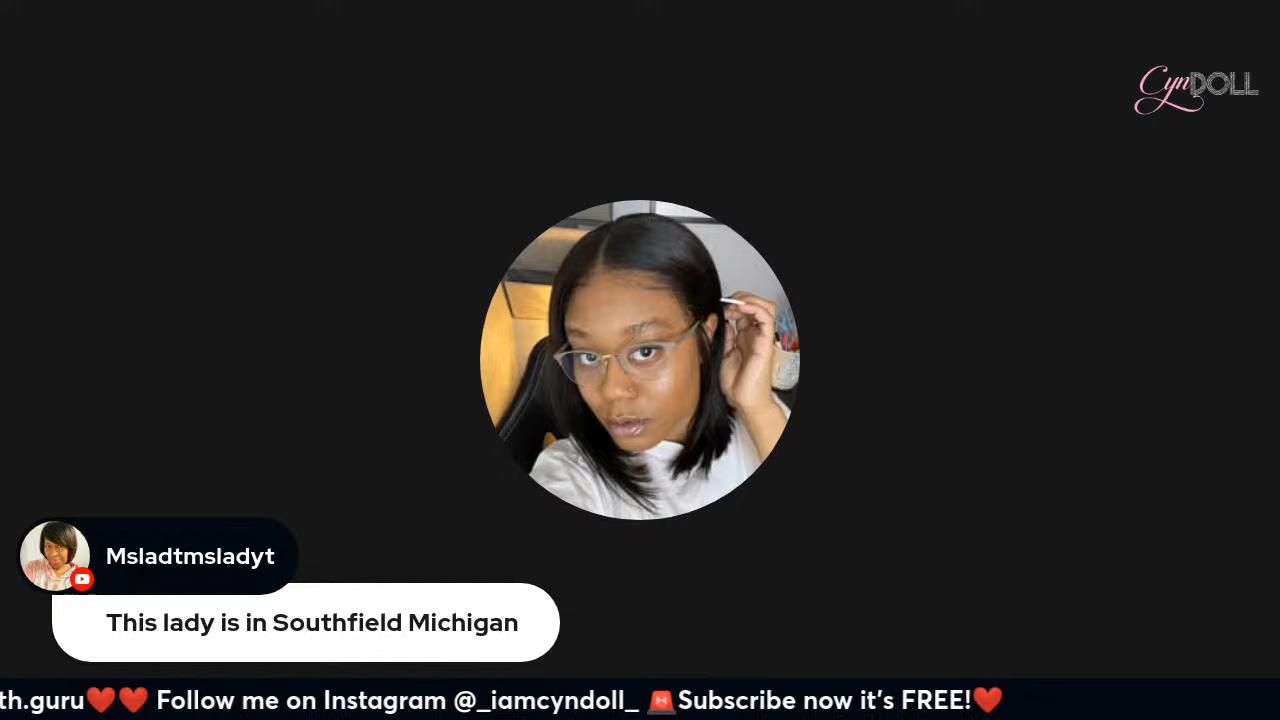 CynDOLL
Msladtmsladyt
This lady is in Southfield Michigan
th.guru❤️❤️ Follow me on Instagram @_iamcyndoll_ 🚨Subscribe now it's FREE!❤️